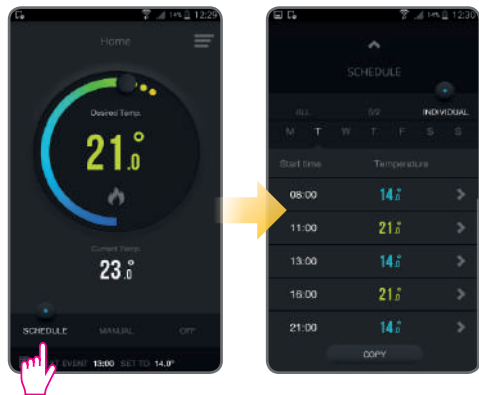 14% 12:29
Home
Desired Temp.
21.0°
Current Temp.
23.0°
SCHEDULE MANUAL OFF
EVENT 13:00 SET TO 14.0°
14% 12:30
SCHEDULE
ALL 5/2 INDIVIDUAL
M T W T F S S
Start time Temperature
08:00 14.0°
11:00 21.0°
13:00 14.0°
16:00 21.0°
21:00 14.0°
COPY